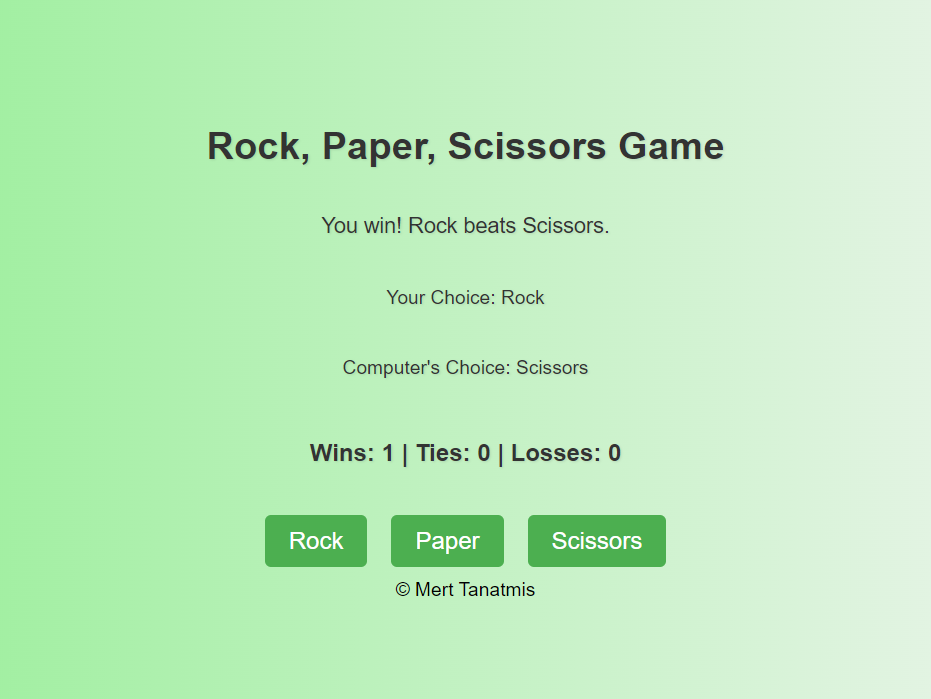 Rock, Paper, Scissors Game
You win! Rock beats Scissors.
Your Choice: Rock
Computer's Choice: Scissors
Wins: 1 | Ties: 0 | Losses: 0
Rock Paper Scissors
© Mert Tanatmis